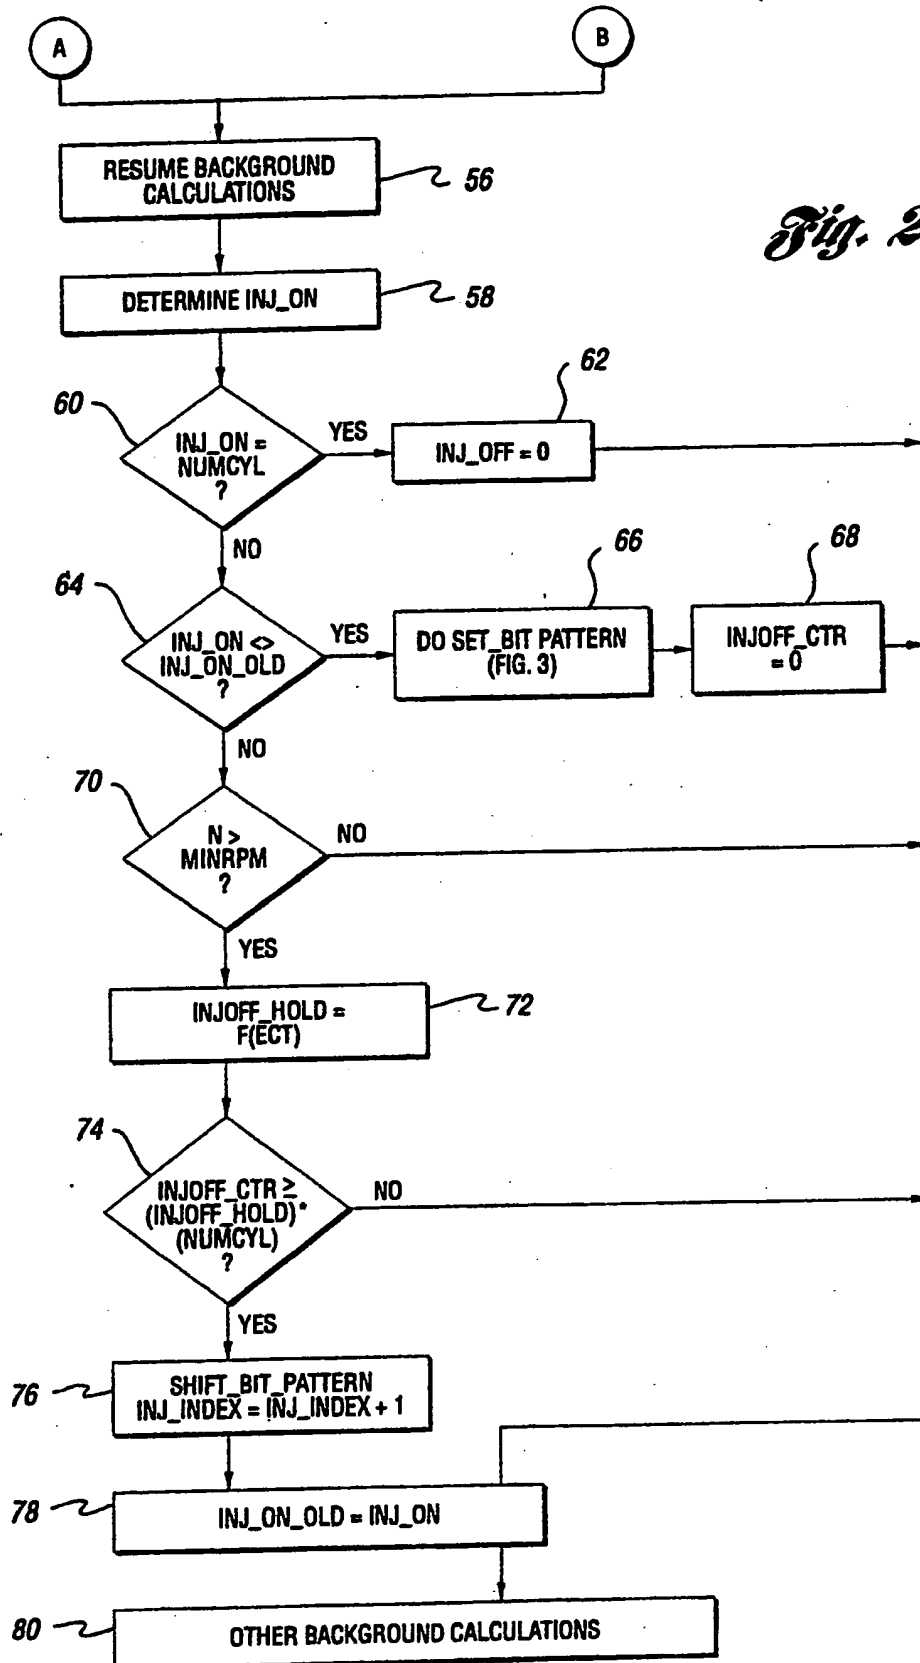 A
B
RESUME BACKGROUND
CALCULATIONS
56
Fig. 2
DETERMINE INJ_ON
58
60
INJ_ON =
NUMCYL
?
YES
62
INJ_OFF = 0
NO
64
INJ_ON <>
INJ_ON_OLD
?
YES
66
DO SET_BIT PATTERN
(FIG. 3)
68
INJOFF_CTR
= 0
NO
70
N >
MINRPM
?
NO
YES
INJOFF_HOLD =
F(ECT)
72
74
INJOFF_CTR ≥
(INJOFF_HOLD)*
(NUMCYL)
?
NO
YES
76
SHIFT_BIT_PATTERN
INJ_INDEX = INJ_INDEX + 1
78
INJ_ON_OLD = INJ_ON
80
OTHER BACKGROUND CALCULATIONS